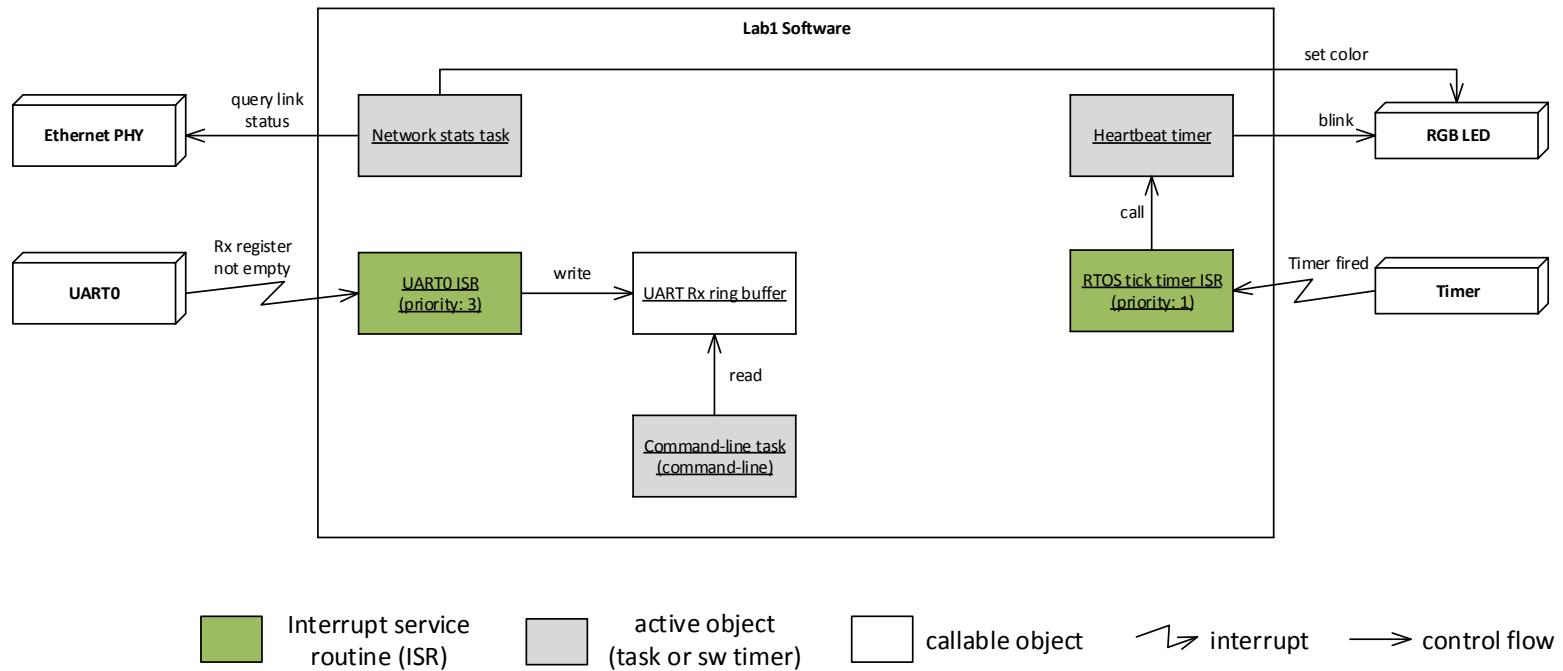 Lab1 Software
set color
query link
status
Ethernet PHY
Network stats task
Heartbeat timer
blink
RGB LED
call
Rx register
not empty
UART0
UART0 ISR
(priority: 3)
write
UART Rx ring buffer
RTOS tick timer ISR
(priority: 1)
Timer fired
Timer
read
Command-line task
(command-line)
Interrupt service
routine (ISR)
active object
(task or sw timer)
callable object
interrupt
control flow